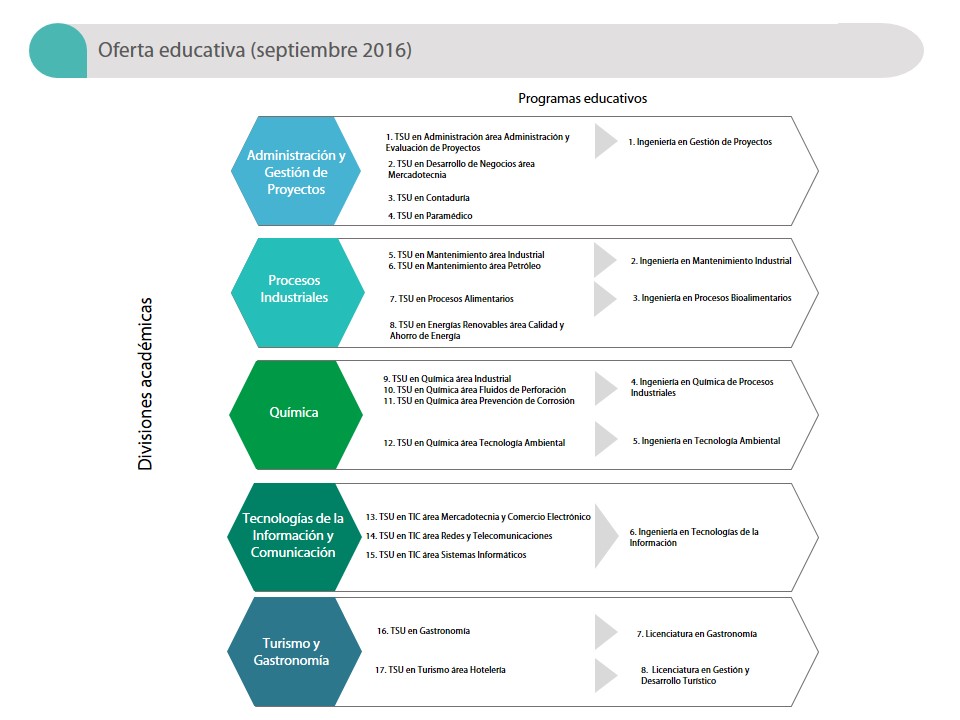 Oferta educativa (septiembre 2016)
Programas educativos
Divisiones académicas
Administración y
Gestión de
Proyectos
1. TSU en Administración área Administración y
Evaluación de Proyectos
2. TSU en Desarrollo de Negocios área
Mercadotecnia
3. TSU en Contaduría
4. TSU en Paramédico
1. Ingeniería en Gestión de Proyectos
Procesos
Industriales
5. TSU en Mantenimiento área Industrial
6. TSU en Mantenimiento área Petróleo
7. TSU en Procesos Alimentarios
8. TSU en Energías Renovables área Calidad y
Ahorro de Energía
2. Ingeniería en Mantenimiento Industrial
3. Ingeniería en Procesos Bioalimentarios
Química
9. TSU en Química área Industrial
10. TSU en Química área Fluidos de Perforación
11. TSU en Química área Prevención de Corrosión
12. TSU en Química área Tecnología Ambiental
4. Ingeniería en Química de Procesos
Industriales
5. Ingeniería en Tecnología Ambiental
Tecnologías de la
Información y
Comunicación
13. TSU en TIC área Mercadotecnia y Comercio Electrónico
14. TSU en TIC área Redes y Telecomunicaciones
15. TSU en TIC área Sistemas Informáticos
6. Ingeniería en Tecnologías de la
Información
Turismo y
Gastronomía
16. TSU en Gastronomía
17. TSU en Turismo área Hotelería
7. Licenciatura en Gastronomía
8. Licenciatura en Gestión y
Desarrollo Turístico